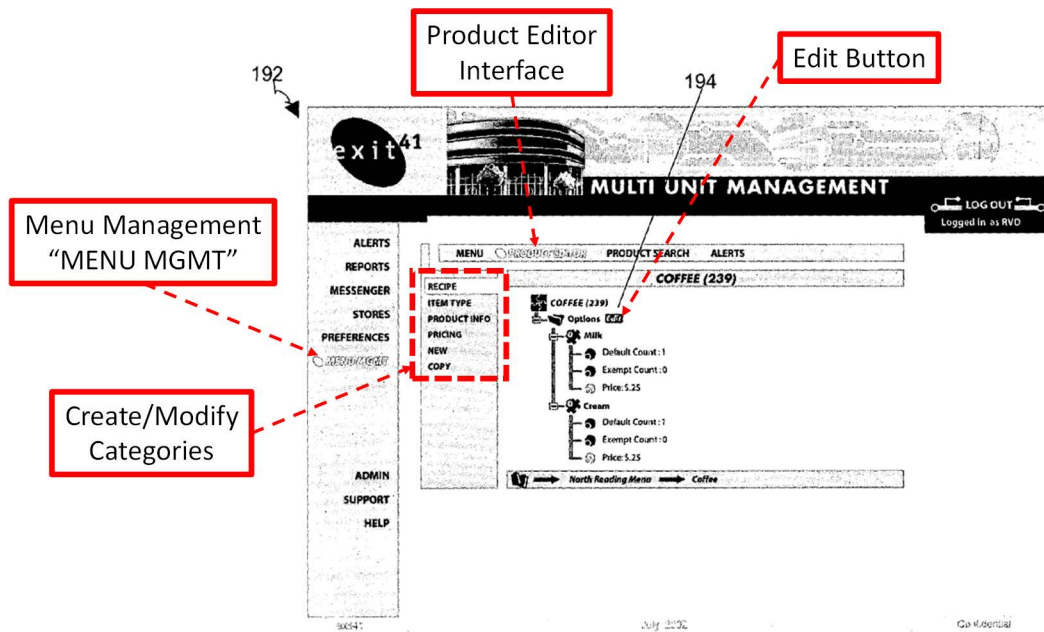 Product Editor
Interface
Edit Button
192
194
exit41
MULTI UNIT MANAGEMENT
LOG OUT
Logged in as RVD
Menu Management
“MENU MGMT”
ALERTS
REPORTS
MESSENGER
STORES
PREFERENCES
MENU MGMT
ADMIN
SUPPORT
HELP
MENU PRODUCT EDITOR PRODUCT SEARCH ALERTS
COFFEE (239)
RECIPE
ITEM TYPE
PRODUCT INFO
PRICING
NEW
COPY
COFFEE (239)
Options Edit
Milk
Default Count : 1
Exempt Count : 0
Price: 5.25
Cream
Default Count : 1
Exempt Count : 0
Price: 5.25
Create/Modify
Categories
North Reading Menu Coffee
exit41
July 2002
Confidential